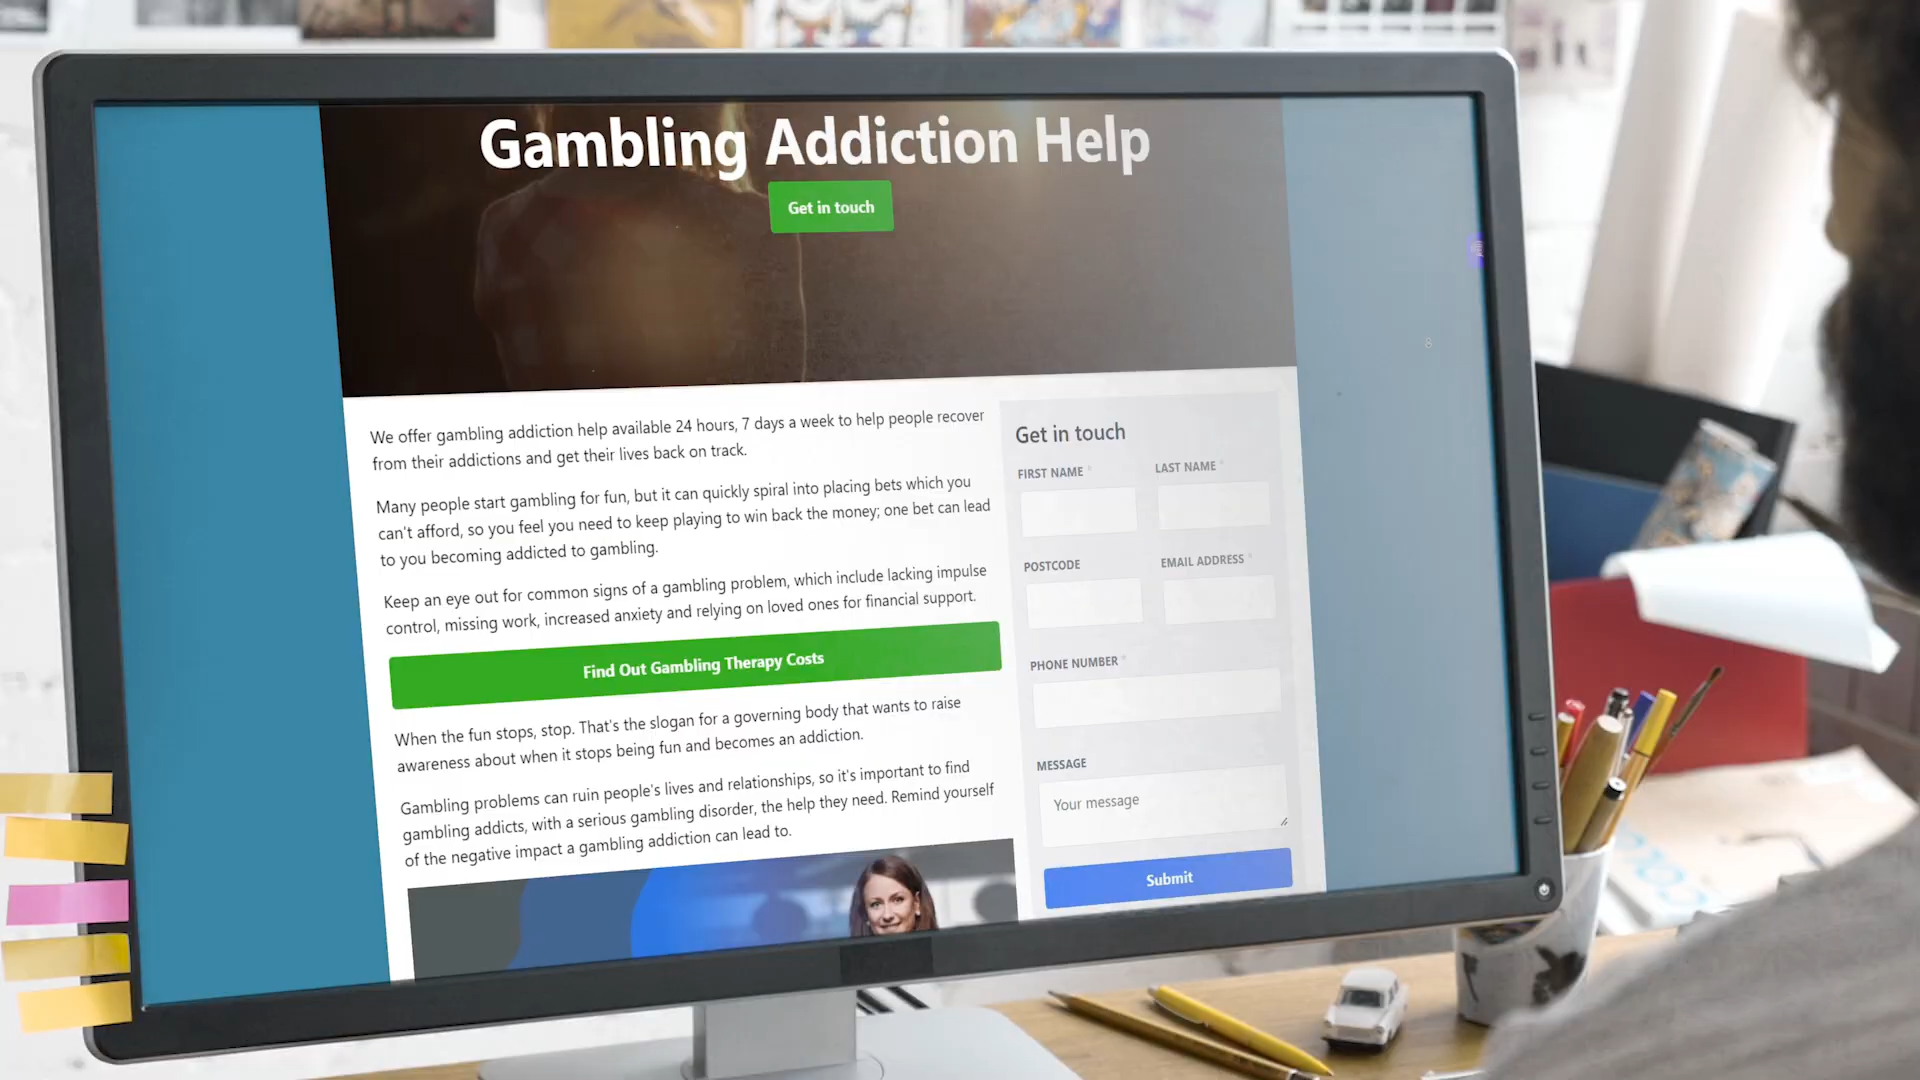 Gambling Addiction Help
Get in touch
We offer gambling addiction help available 24 hours, 7 days a week to help people recover
from their addictions and get their lives back on track.
Many people start gambling for fun, but it can quickly spiral into placing bets which you
can't afford, so you feel you need to keep playing to win back the money; one bet can lead
to you becoming addicted to gambling.
Keep an eye out for common signs of a gambling problem, which include lacking impulse
control, missing work, increased anxiety and relying on loved ones for financial support.
Find Out Gambling Therapy Costs
When the fun stops, stop. That's the slogan for a governing body that wants to raise
awareness about when it stops being fun and becomes an addiction.
Gambling problems can ruin people's lives and relationships, so it's important to find
gambling addicts, with a serious gambling disorder, the help they need. Remind yourself
of the negative impact a gambling addiction can lead to.
Get in touch
FIRST NAME *
LAST NAME *
POSTCODE
EMAIL ADDRESS *
PHONE NUMBER *
MESSAGE
Your message
Submit